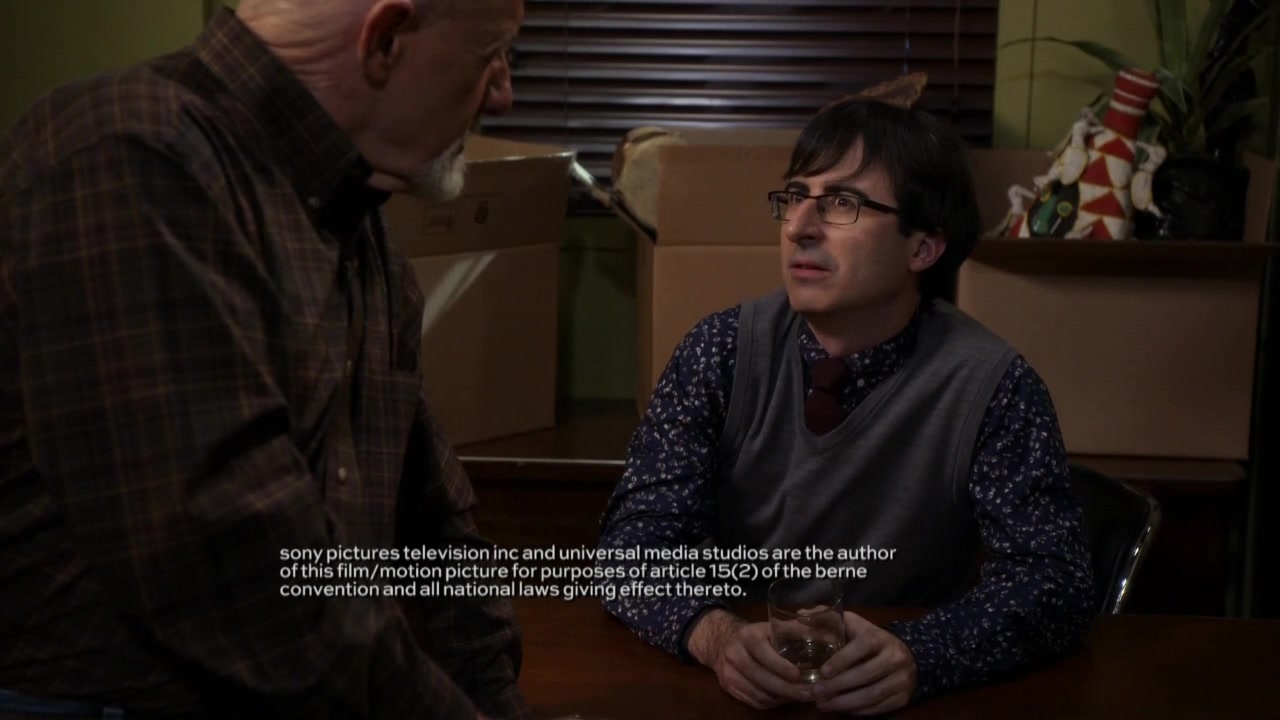 sony pictures television inc and universal media studios are the author
of this film/motion picture for purposes of article 15(2) of the berne
convention and all national laws giving effect thereto.